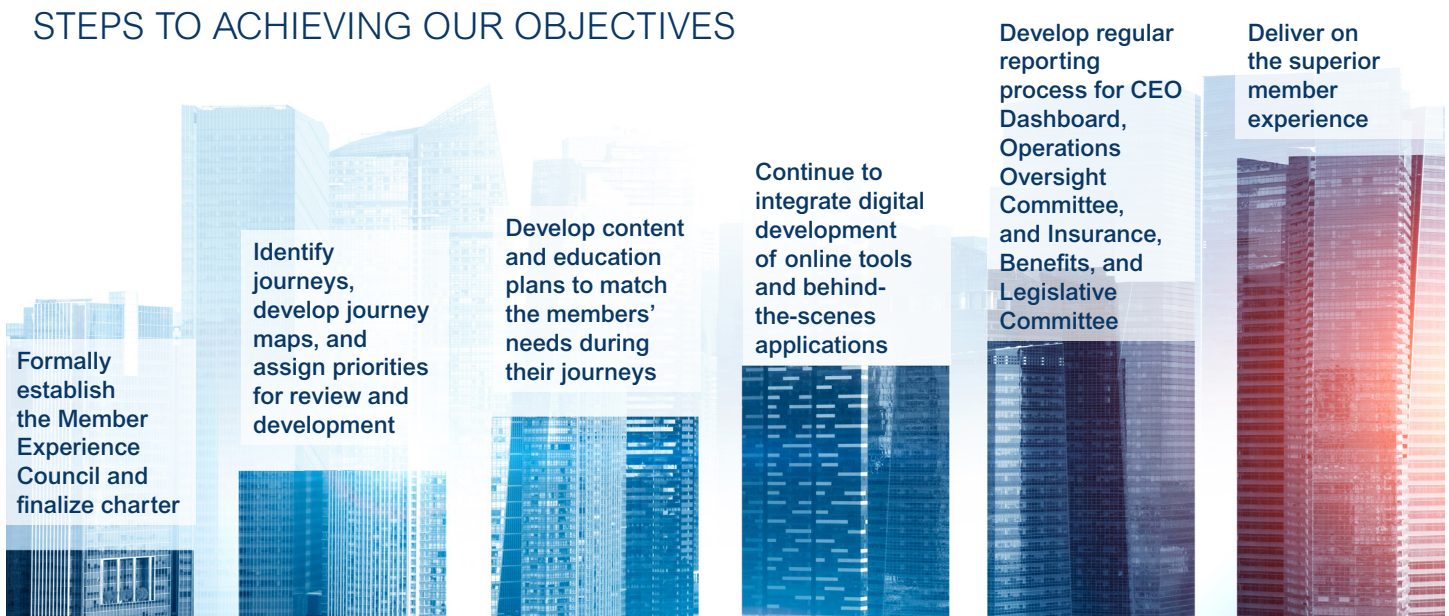 STEPS TO ACHIEVING OUR OBJECTIVES
Formally
establish
the Member
Experience
Council and
finalize charter
Identify
journeys,
develop journey
maps, and
assign priorities
for review and
development
Develop content
and education
plans to match
the members’
needs during
their journeys
Continue to
integrate digital
development
of online tools
and behind-
the-scenes
applications
Develop regular
reporting
process for CEO
Dashboard,
Operations
Oversight
Committee,
and Insurance,
Benefits, and
Legislative
Committee
Deliver on
the superior
member
experience